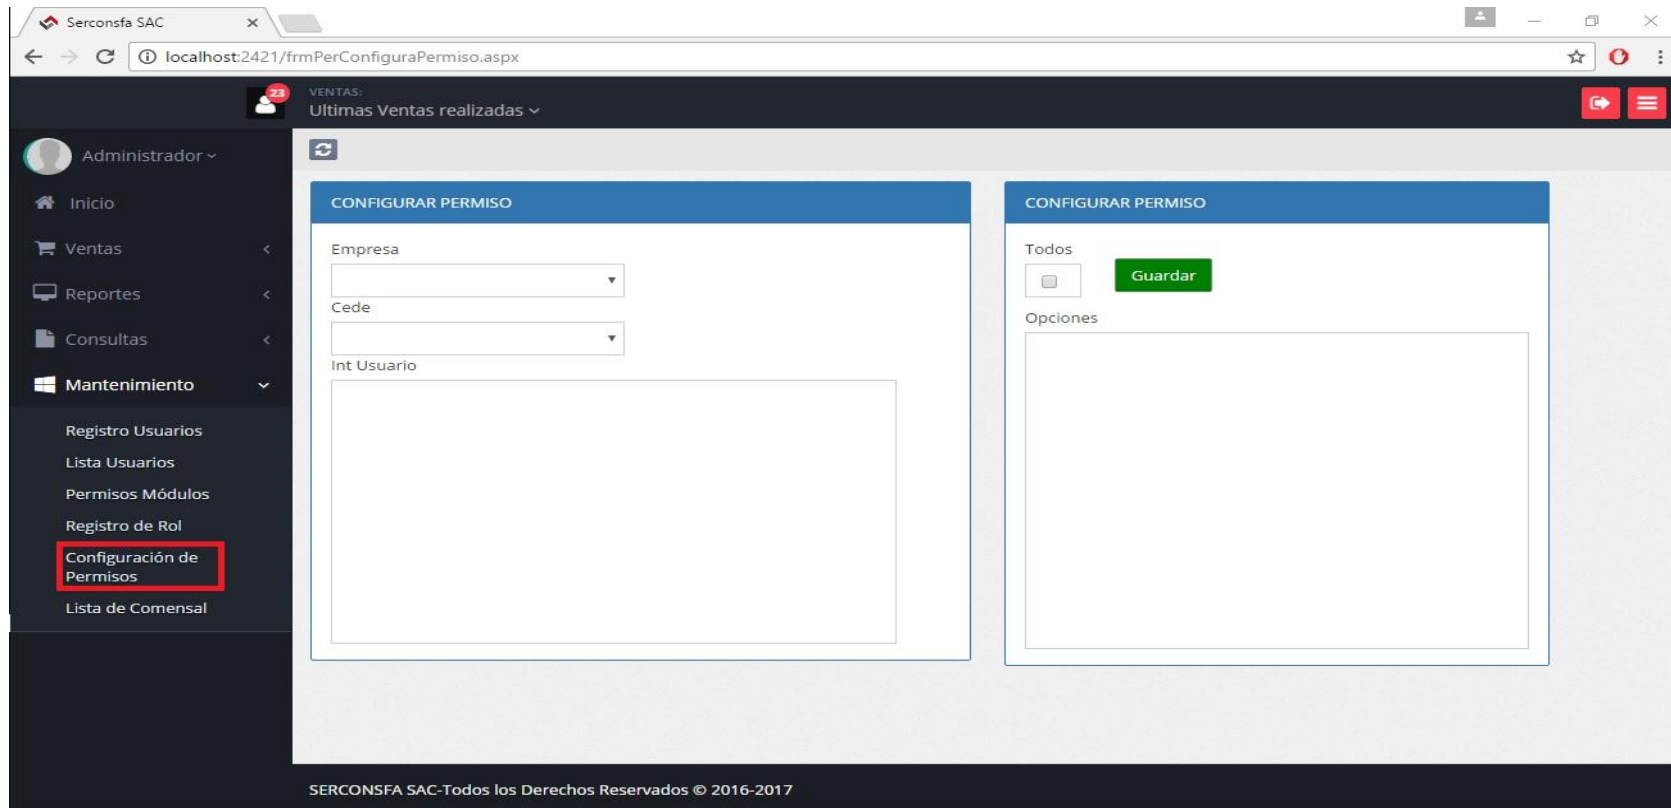 Serconsfa SAC
localhost:2421/frmPerConfiguraPermiso.aspx
23
VENTAS:
Ultimas Ventas realizadas
Administrador
Inicio
Ventas
Reportes
Consultas
Mantenimiento
Registro Usuarios
Lista Usuarios
Permisos Módulos
Registro de Rol
Configuración de
Permisos
Lista de Comensal
CONFIGURAR PERMISO
Empresa
Cede
Int Usuario
CONFIGURAR PERMISO
Todos
Guardar
Opciones
SERCONSFA SAC-Todos los Derechos Reservados © 2016-2017